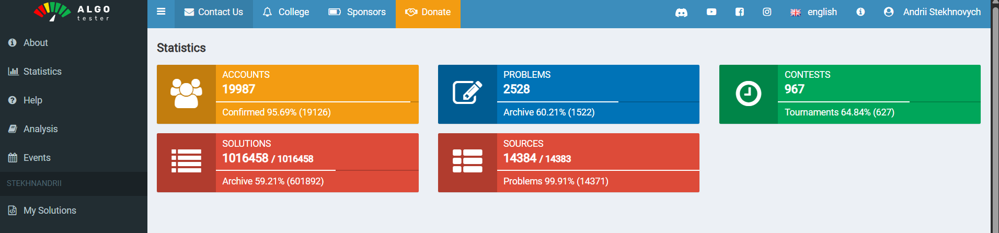 ALGO
tester
Contact Us
College
Sponsors
Donate
english
Andrii Stekhnovych
About
Statistics
Help
Analysis
Events
STEKHNANDRII
My Solutions
Statistics
ACCOUNTS
19987
Confirmed 95.69% (19126)
PROBLEMS
2528
Archive 60.21% (1522)
CONTESTS
967
Tournaments 64.84% (627)
SOLUTIONS
1016458 / 1016458
Archive 59.21% (601892)
SOURCES
14384 / 14383
Problems 99.91% (14371)